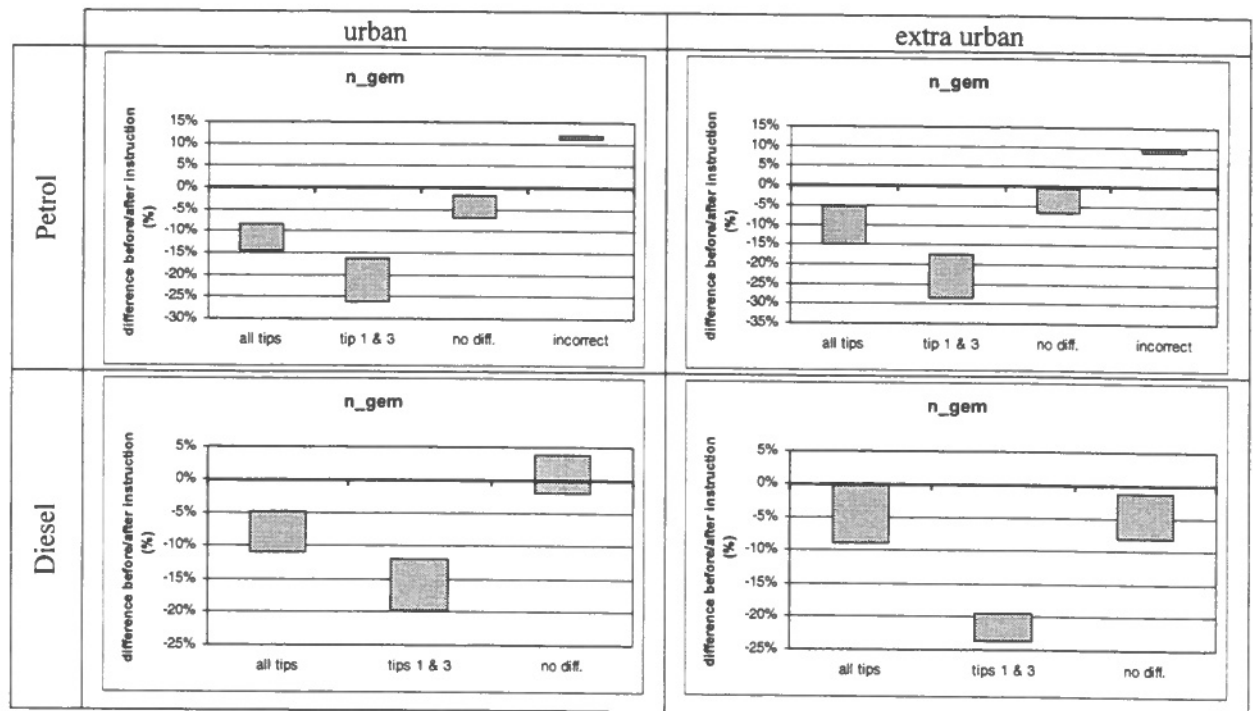 urban
extra urban
Petrol
n_gem
difference before/after instruction
(%)
15%
10%
5%
0%
-5%
-10%
-15%
-20%
-25%
-30%
all tips tip 1 & 3 no diff. incorrect
n_gem
difference before/after instruction
(%)
15%
10%
5%
0%
-5%
-10%
-15%
-20%
-25%
-30%
-35%
all tips tip 1 & 3 no diff. incorrect
Diesel
n_gem
difference before/after instruction
(%)
5%
0%
-5%
-10%
-15%
-20%
-25%
all tips tips 1 & 3 no diff.
n_gem
difference before/after instruction
(%)
5%
0%
-5%
-10%
-15%
-20%
-25%
all tips tips 1 & 3 no diff.